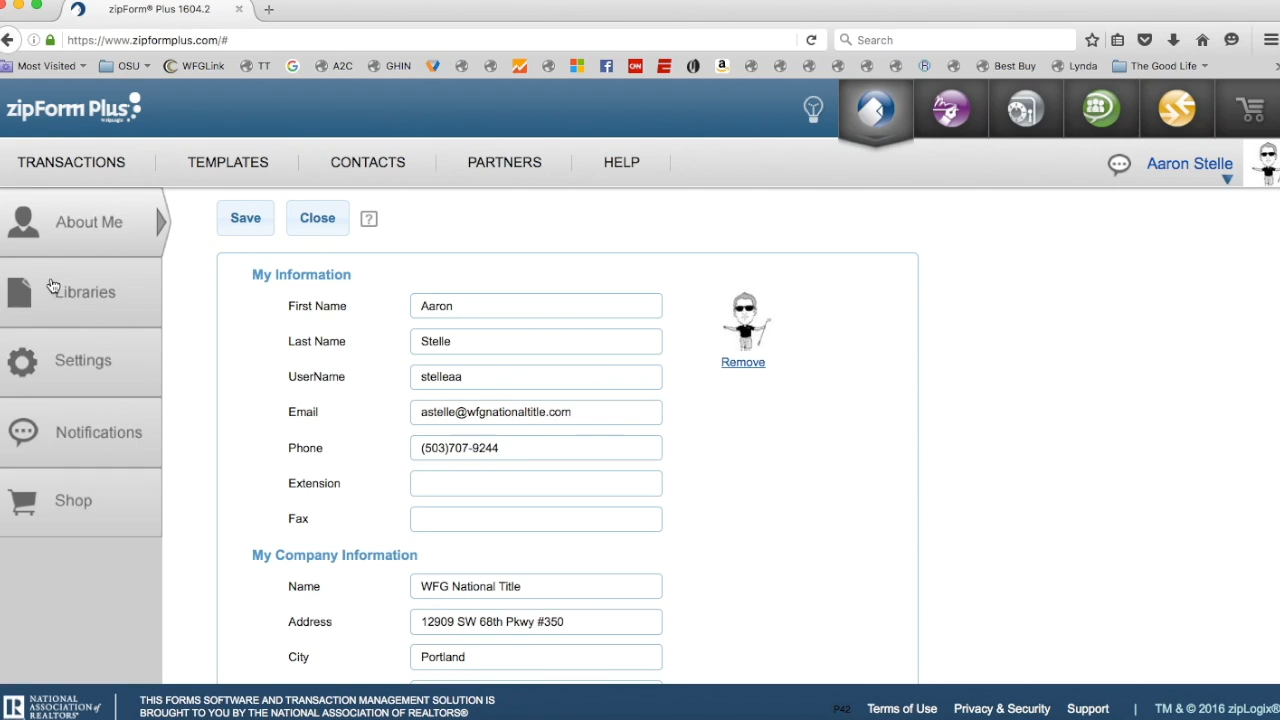 zipForm® Plus 1604.2
https://www.zipformplus.com/#
Search
Most Visited
OSU
WFGLink
TT
A2C
GHIN
Best Buy
Lynda
The Good Life
zipForm Plus
TRANSACTIONS
TEMPLATES
CONTACTS
PARTNERS
HELP
Aaron Stelle
About Me
Libraries
Settings
Notifications
Shop
Save
Close
?
My Information
First Name
Aaron
Last Name
Stelle
UserName
stelleaa
Email
astelle@wfgnationaltitle.com
Phone
(503)707-9244
Extension
Fax
Remove
My Company Information
Name
WFG National Title
Address
12909 SW 68th Pkwy #350
City
Portland
NATIONAL
ASSOCIATION
of REALTORS®
THIS FORMS SOFTWARE AND TRANSACTION MANAGEMENT SOLUTION IS
BROUGHT TO YOU BY THE NATIONAL ASSOCIATION OF REALTORS®
P42
Terms of Use
Privacy & Security
Support
TM & © 2016 zipLogix®